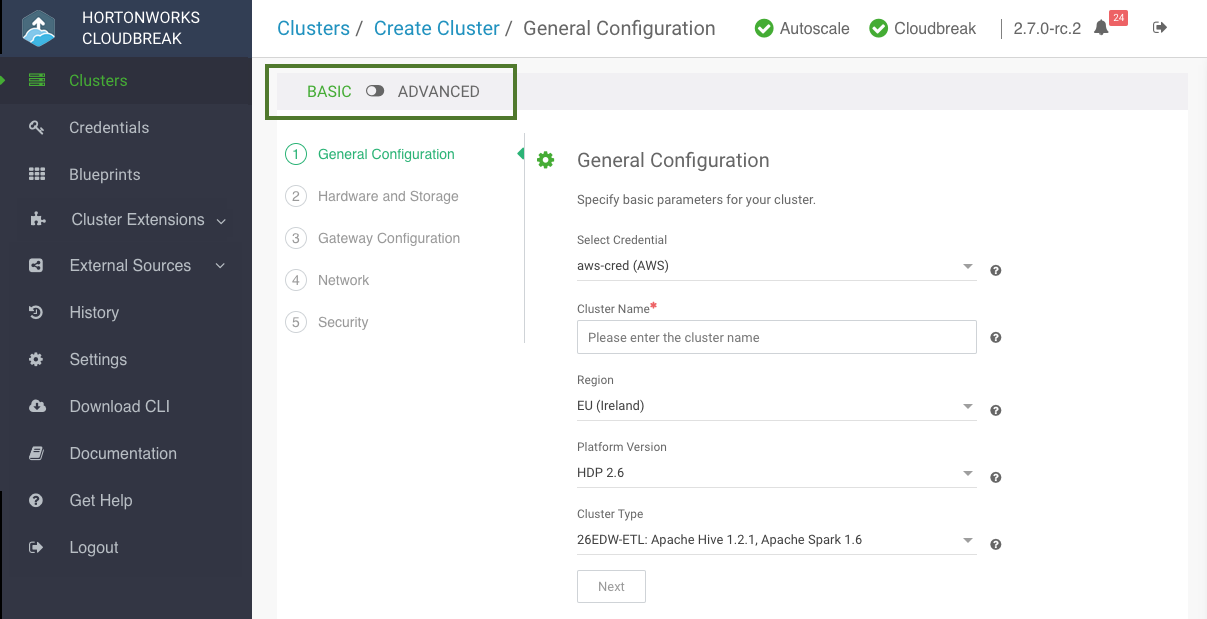 HORTONWORKS
CLOUDBREAK
Clusters / Create Cluster / General Configuration
Autoscale
Cloudbreak
2.7.0-rc.2
24
Clusters
Credentials
Blueprints
Cluster Extensions
External Sources
History
Settings
Download CLI
Documentation
Get Help
Logout
BASIC ADVANCED
1 General Configuration
2 Hardware and Storage
3 Gateway Configuration
4 Network
5 Security
General Configuration
Specify basic parameters for your cluster.
Select Credential
aws-cred (AWS)
?
Cluster Name*
Please enter the cluster name
?
Region
EU (Ireland)
?
Platform Version
HDP 2.6
?
Cluster Type
26EDW-ETL: Apache Hive 1.2.1, Apache Spark 1.6
?
Next